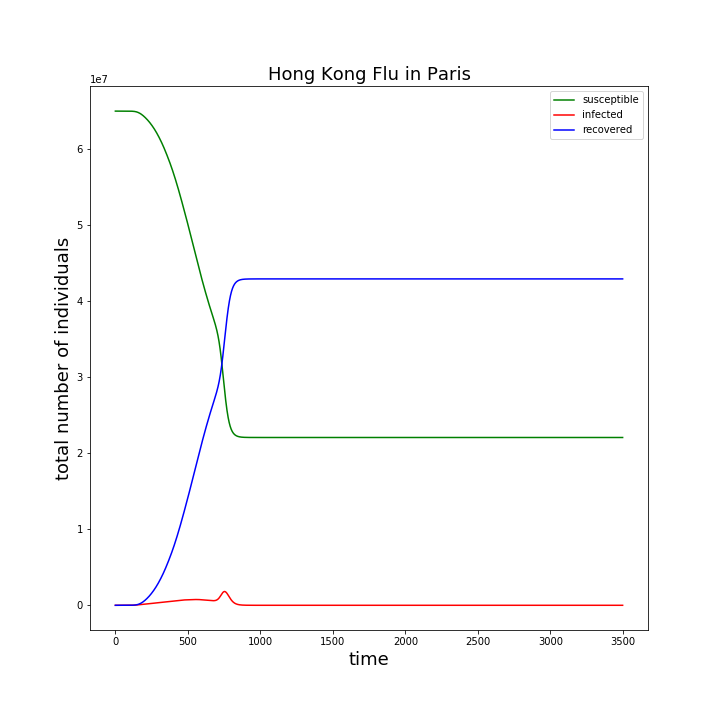 Hong Kong Flu in Paris
1e7
susceptible
infected
recovered
6
5
4
3
2
1
0
total number of individuals
0 500 1000 1500 2000 2500 3000 3500
time